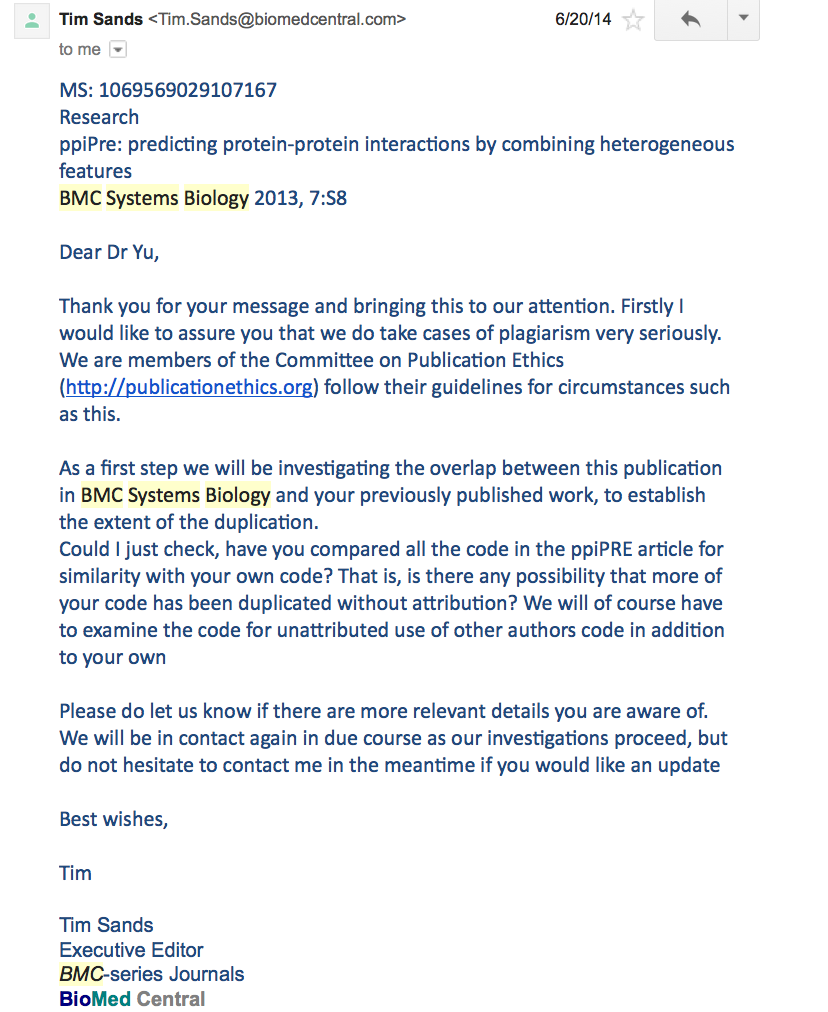 Tim Sands <Tim.Sands@biomedcentral.com>
6/20/14
to me
MS: 1069569029107167
Research
ppiPre: predicting protein-protein interactions by combining heterogeneous
features
BMC Systems Biology 2013, 7:S8
Dear Dr Yu,
Thank you for your message and bringing this to our attention. Firstly I
would like to assure you that we do take cases of plagiarism very seriously.
We are members of the Committee on Publication Ethics
(http://publicationethics.org) follow their guidelines for circumstances such
as this.
As a first step we will be investigating the overlap between this publication
in BMC Systems Biology and your previously published work, to establish
the extent of the duplication.
Could I just check, have you compared all the code in the ppiPRE article for
similarity with your own code? That is, is there any possibility that more of
your code has been duplicated without attribution? We will of course have
to examine the code for unattributed use of other authors code in addition
to your own
Please do let us know if there are more relevant details you are aware of.
We will be in contact again in due course as our investigations proceed, but
do not hesitate to contact me in the meantime if you would like an update
Best wishes,
Tim
Tim Sands
Executive Editor
BMC-series Journals
BioMed Central